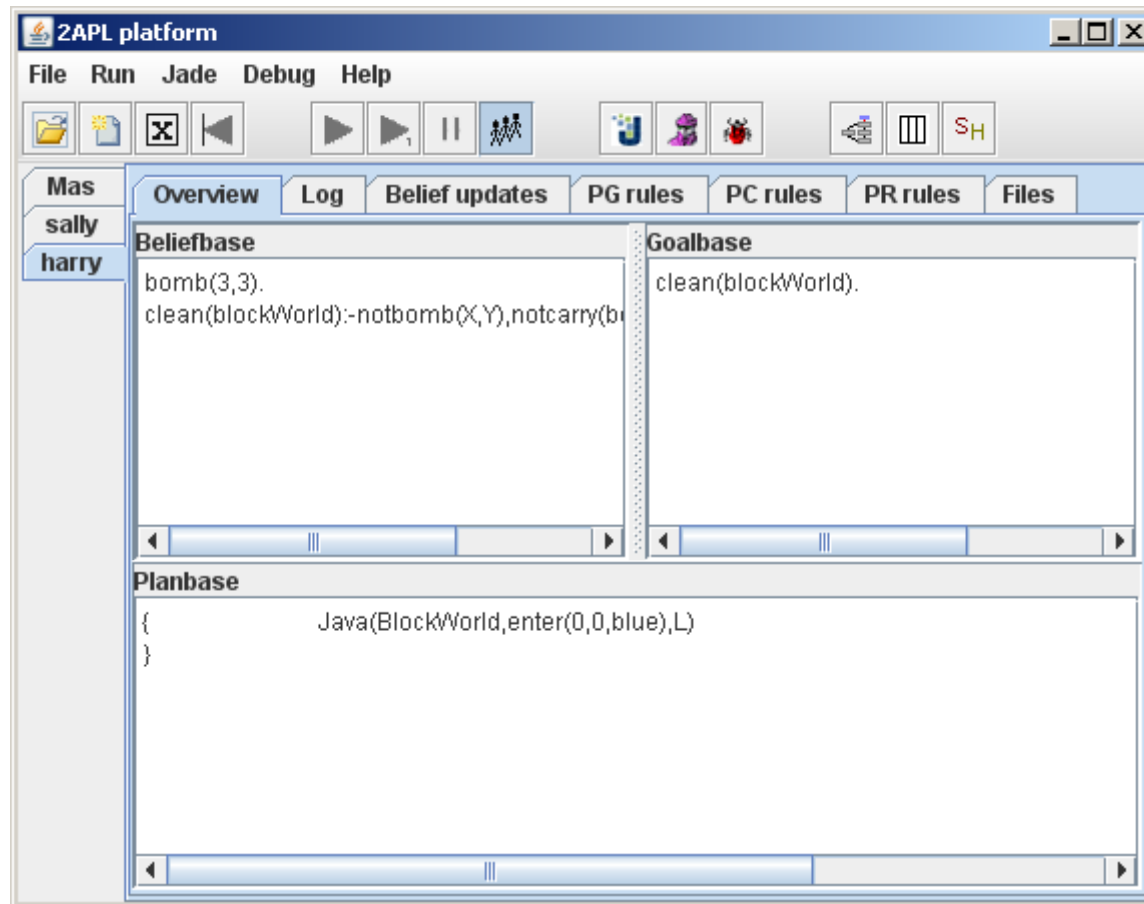 2APL platform
File Run Jade Debug Help
X 1 SH
Mas
sally
harry
Overview Log Belief updates PG rules PC rules PR rules Files
Beliefbase
bomb(3,3).
clean(blockWorld):-notbomb(X,Y),notcarry(b
Goalbase
clean(blockWorld).
Planbase
{ Java(BlockWorld,enter(0,0,blue),L)
}